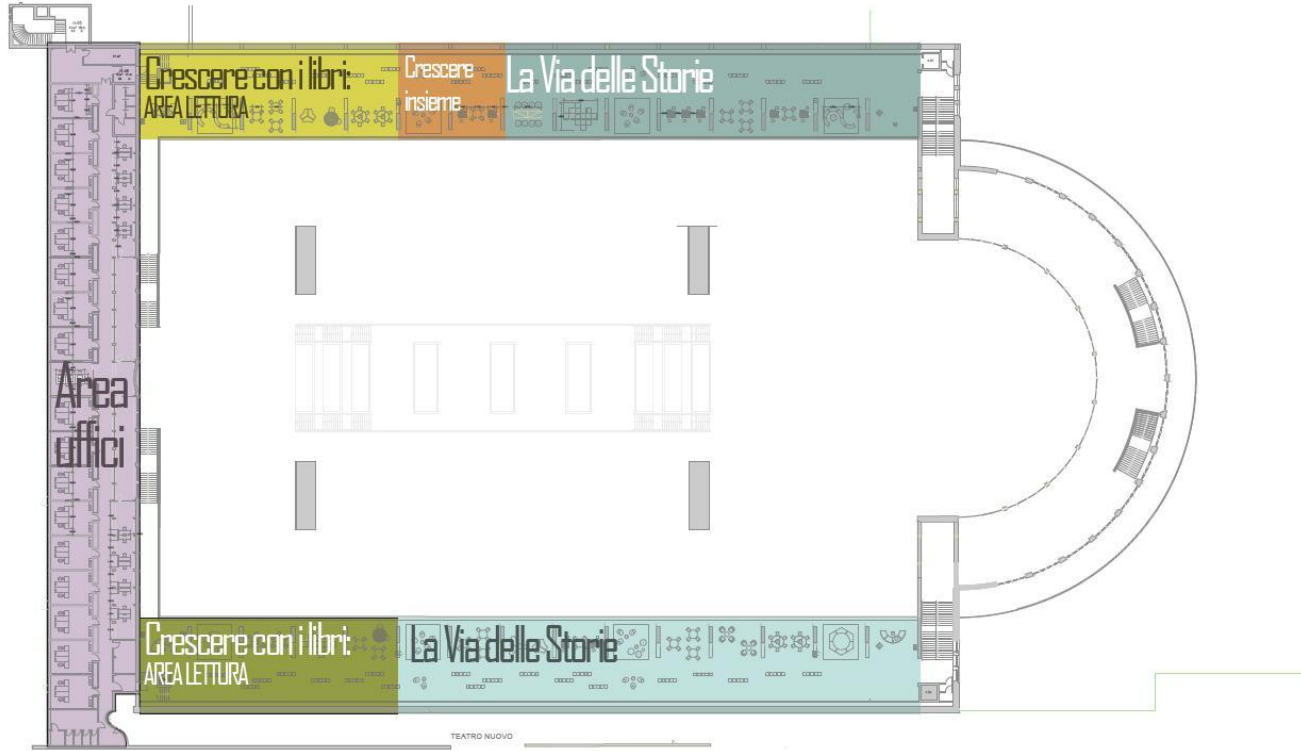 Crescere con i libri:
AREA LETTURA
Crescere
insieme
La Via delle Storie
Area
uffici
Crescere con i libri:
AREA LETTURA
La Via delle Storie
TEATRO NUOVO